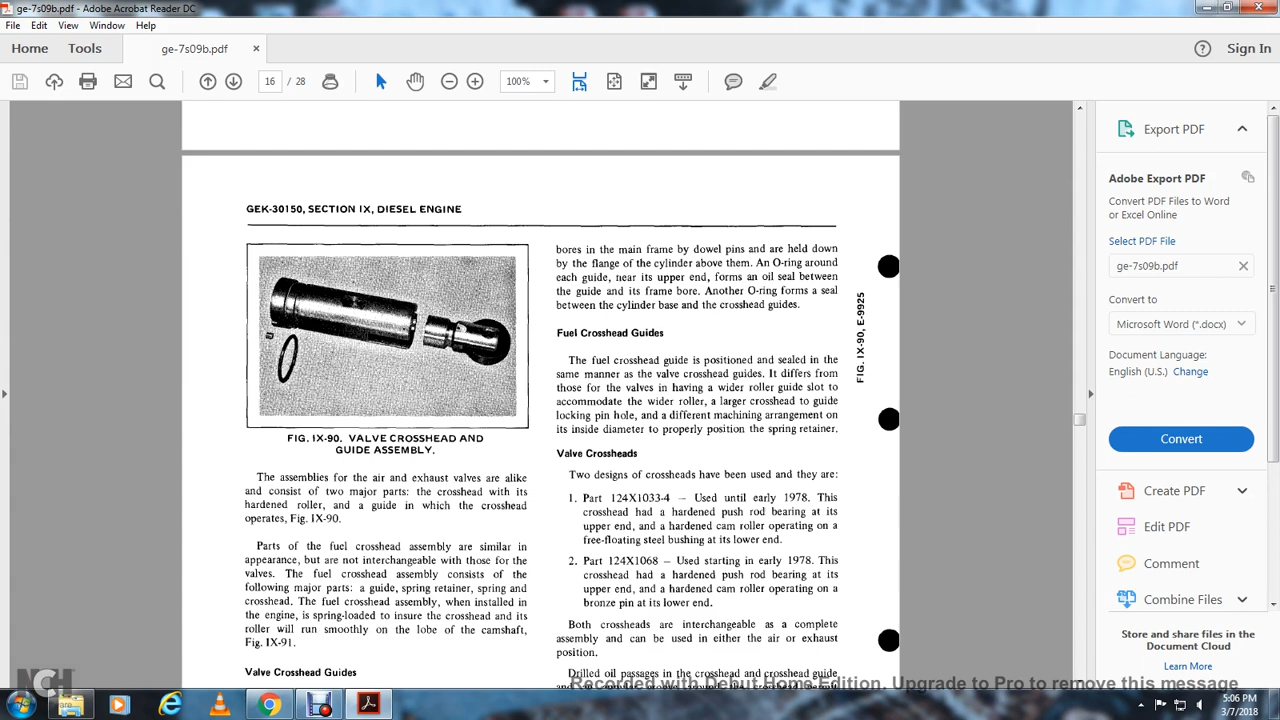 ge-7s09b.pdf - Adobe Acrobat Reader DC
File Edit View Window Help
Home Tools ge-7s09b.pdf × ? Sign In
16 / 28 100%
GEK-30150, SECTION IX, DIESEL ENGINE
FIG. IX-90. VALVE CROSSHEAD AND
GUIDE ASSEMBLY.
The assemblies for the air and exhaust valves are alike
and consist of two major parts: the crosshead with its
hardened roller, and a guide in which the crosshead
operates, Fig. IX-90.
Parts of the fuel crosshead assembly are similar in
appearance, but are not interchangeable with those for the
valves. The fuel crosshead assembly consists of the
following major parts: a guide, spring retainer, spring and
crosshead. The fuel crosshead assembly, when installed in
the engine, is spring-loaded to insure the crosshead and its
roller will run smoothly on the lobe of the camshaft,
Fig. IX-91.
Valve Crosshead Guides
bores in the main frame by dowel pins and are held down
by the flange of the cylinder above them. An O-ring around
each guide, near its upper end, forms an oil seal between
the guide and its frame bore. Another O-ring forms a seal
between the cylinder base and the crosshead guides.
Fuel Crosshead Guides
The fuel crosshead guide is positioned and sealed in the
same manner as the valve crosshead guides. It differs from
those for the valves in having a wider roller guide slot to
accommodate the wider roller, a larger crosshead to guide
locking pin hole, and a different machining arrangement on
its inside diameter to properly position the spring retainer.
Valve Crossheads
Two designs of crossheads have been used and they are:
1. Part 124X1033-4 – Used until early 1978. This
crosshead had a hardened push rod bearing at its
upper end, and a hardened cam roller operating on a
free-floating steel bushing at its lower end.
2. Part 124X1068 – Used starting in early 1978. This
crosshead had a hardened push rod bearing at its
upper end, and a hardened cam roller operating on a
bronze pin at its lower end.
Both crossheads are interchangeable as a complete
assembly and can be used in either the air or exhaust
position.
Drilled oil passages in the crosshead and crosshead guide
FIG. IX-90, E-9925
Export PDF
Adobe Export PDF
Convert PDF Files to Word
or Excel Online
Select PDF File
ge-7s09b.pdf
Convert to
Microsoft Word (*.docx)
Document Language:
English (U.S.) Change
Convert
Create PDF
Edit PDF
Comment
Combine Files
Store and share files in the
Document Cloud
Learn More
NCH
Recorded with Debut Home Edition. Upgrade to Pro to remove this message
5:06 PM
3/7/2018